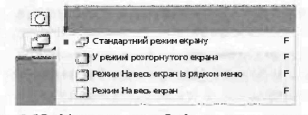 Стандартний режим екрану F
У режимі розгорнутого екрана F
Режим На весь екран із рядком меню F
Режим На весь екран F